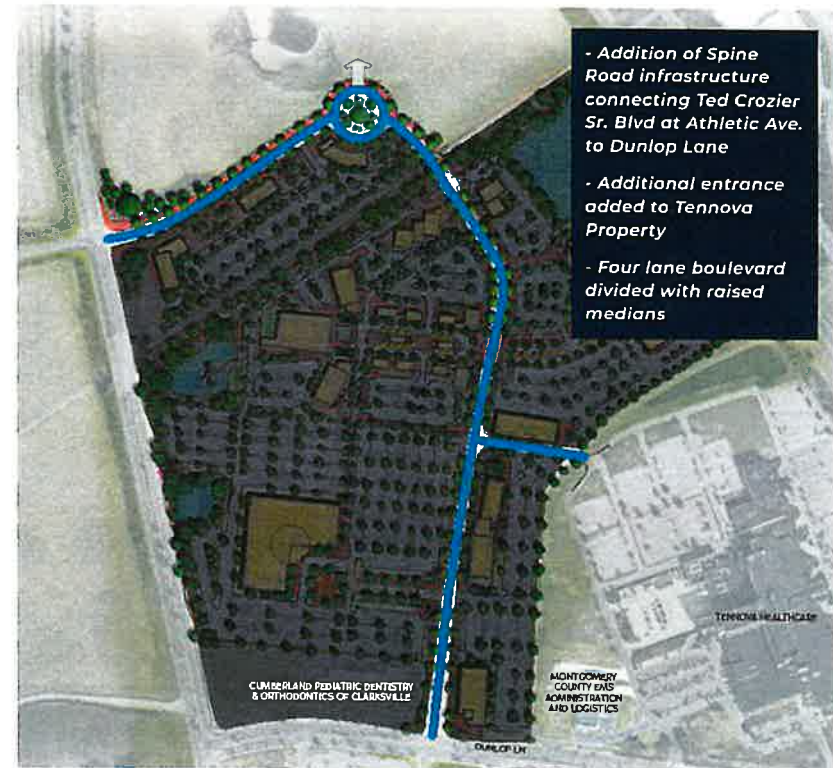 - Addition of Spine
Road infrastructure
connecting Ted Crozier
Sr. Blvd at Athletic Ave.
to Dunlop Lane
- Additional entrance
added to Tennova
Property
- Four lane boulevard
divided with raised
medians
TENNOVA HEALTHCARE
CUMBERLAND PEDIATRIC DENTISTRY
& ORTHODONTICS OF CLARKSVILLE
MONTGOMERY
COUNTY EMS
ADMINISTRATION
AND LOGISTICS
DUNLOP LN